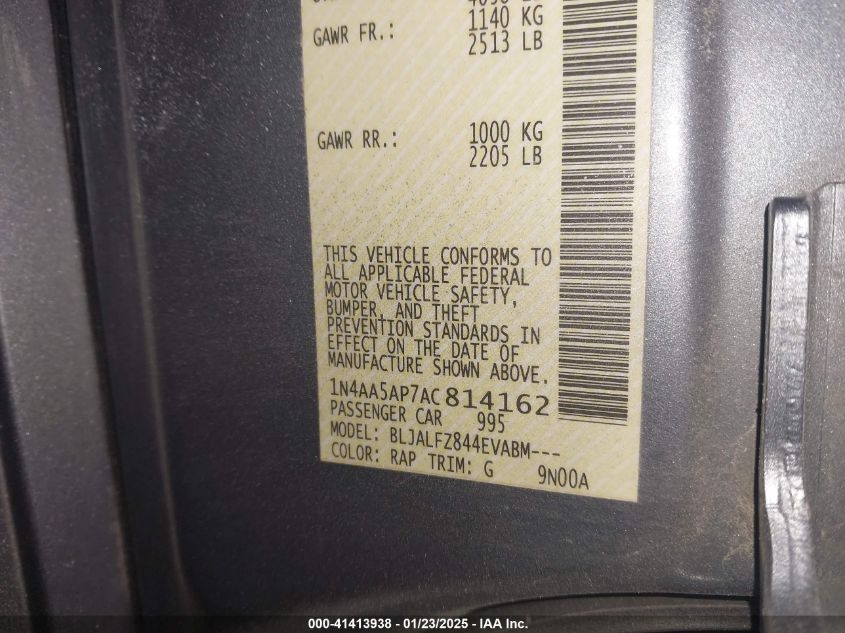 1140 KG
GAWR FR.: 2513 LB
GAWR RR.: 1000 KG
2205 LB
THIS VEHICLE CONFORMS TO
ALL APPLICABLE FEDERAL
MOTOR VEHICLE SAFETY,
BUMPER, AND THEFT
PREVENTION STANDARDS IN
EFFECT ON THE DATE OF
MANUFACTURE SHOWN ABOVE.
1N4AA5AP7AC814162
PASSENGER CAR 995
MODEL: BLJALFZ844EVABM---
COLOR: RAP TRIM: G 9N00A
000-41413938 - 01/23/2025 - IAA Inc.